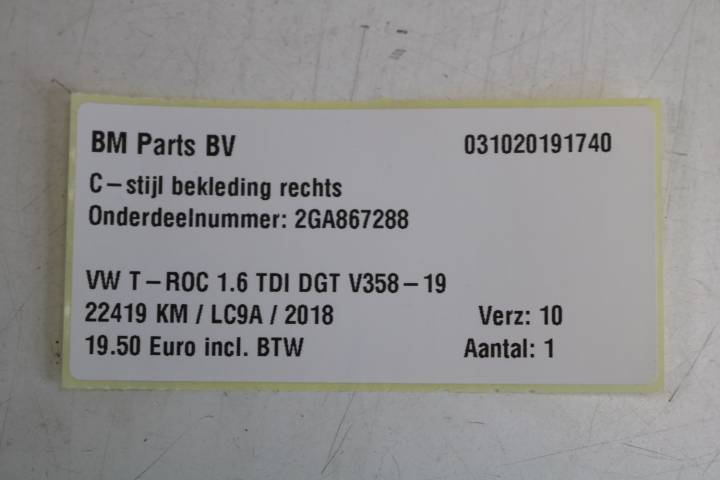 BM Parts BV 031020191740
C-stijl bekleding rechts
Onderdeelnummer: 2GA867288
VW T-ROC 1.6 TDI DGT V358-19
22419 KM / LC9A / 2018 Verz: 10
19.50 Euro incl. BTW Aantal: 1